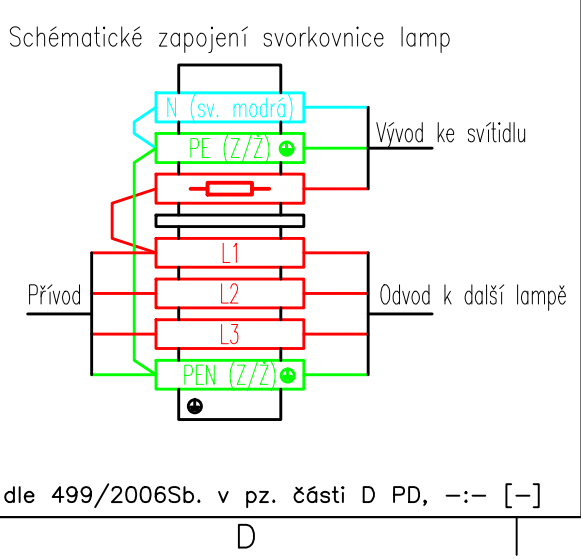 Schématické zapojení svorkovnice lamp
N (sv. modrá)
PE (Z/Ž)
Vývod ke svítidlu
L1
L2
L3
Přívod
Odvod k další lampě
PEN (Z/Ž)
dle 499/2006Sb. v pz. části D PD, -:- [-]
D